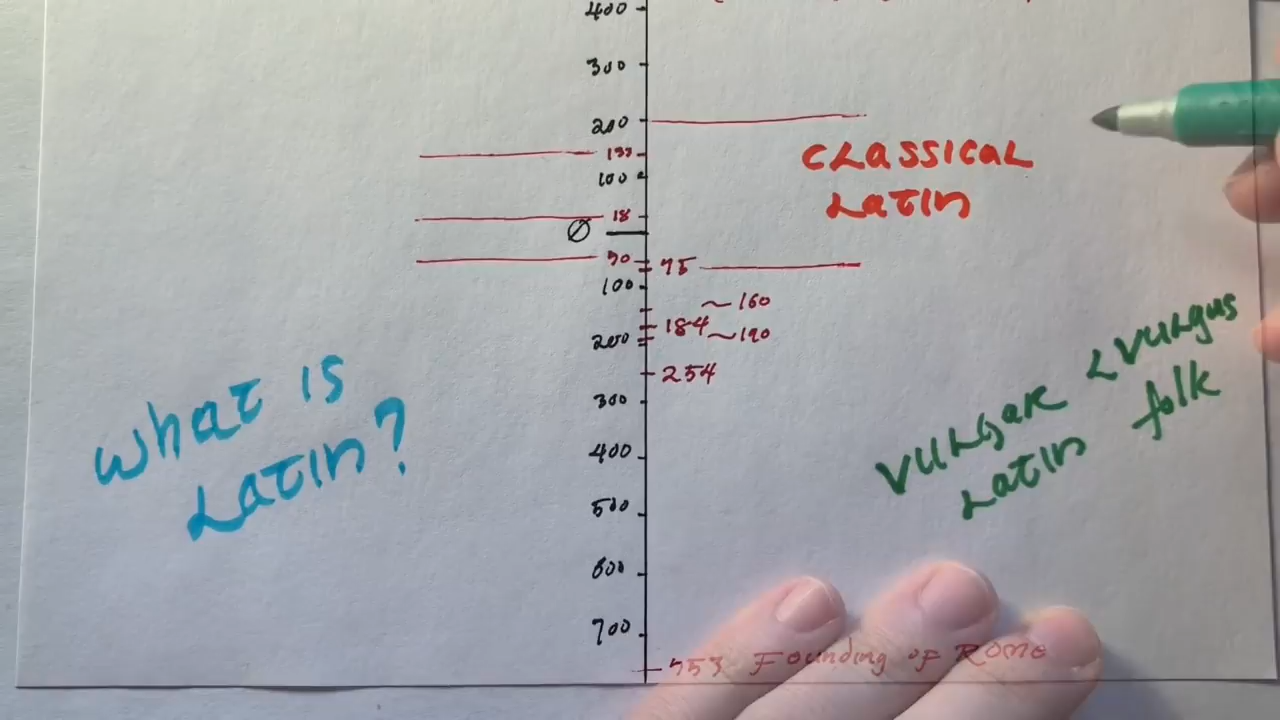 400
300
200
133
CLASSICAL
LATIN
100
18
Ø
50 75
100
~160
184
200 ~190
254
300
400
500
600
700
753 Founding of ROME
What is
LATIN?
VULGAR < VULGUS
LATIN folk